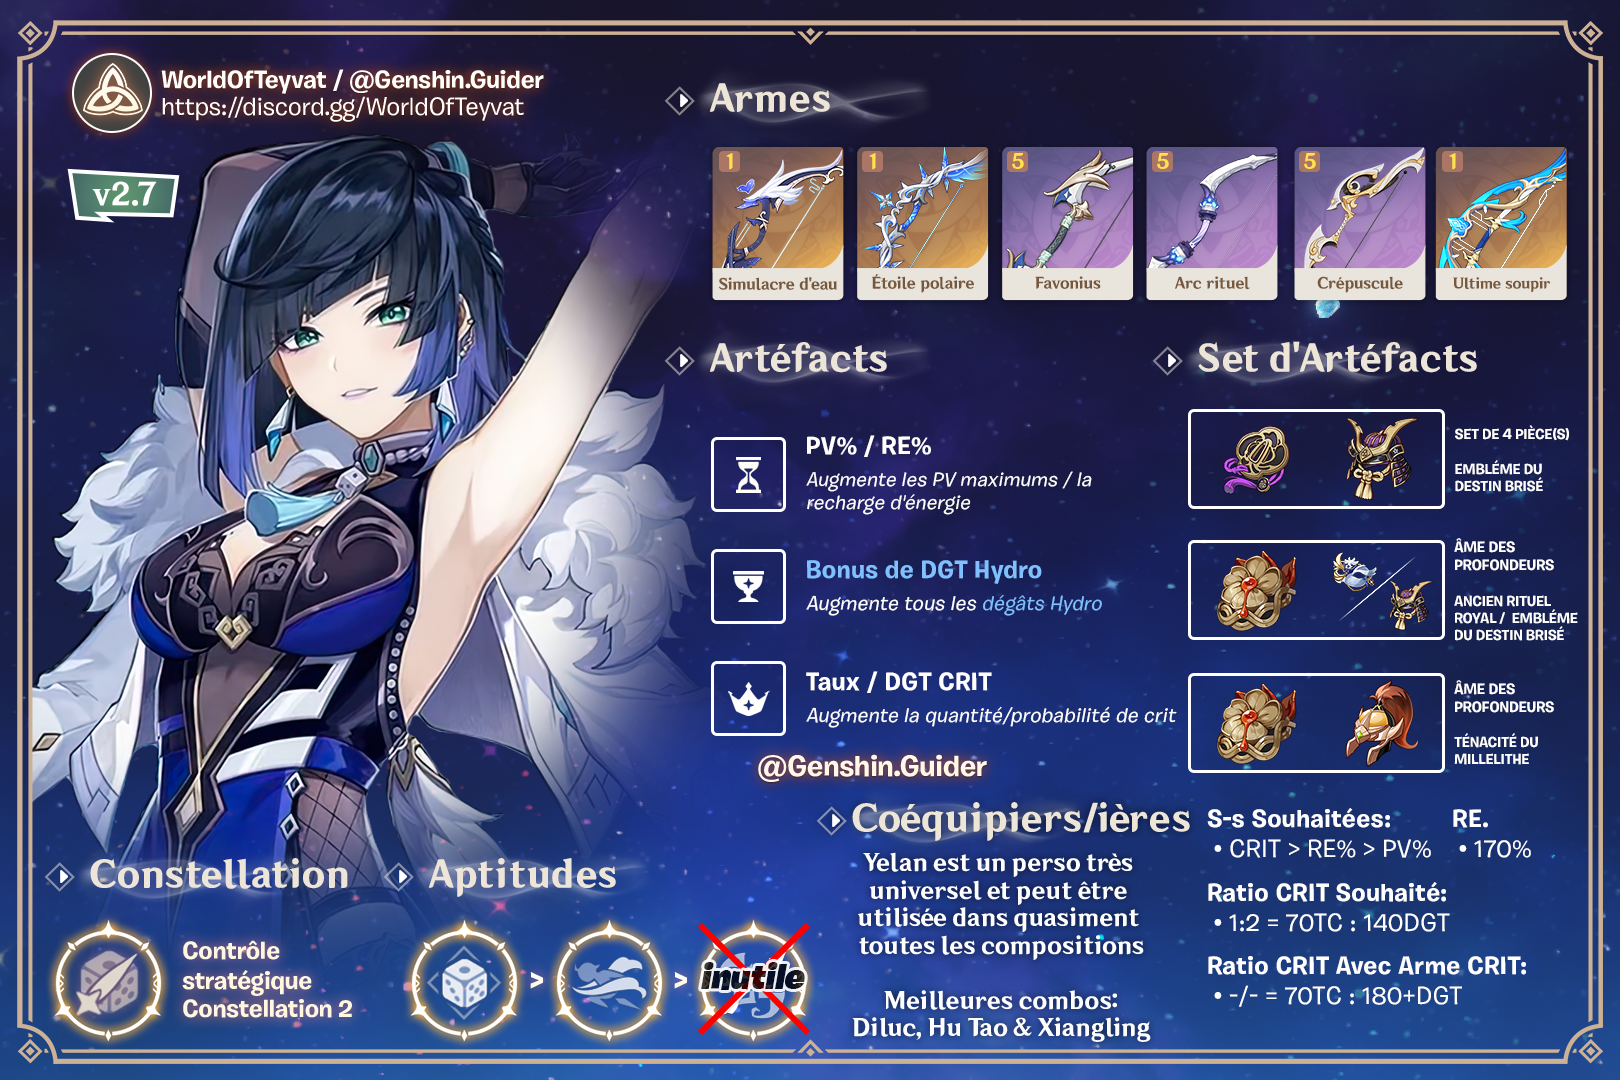 WorldOfTeyvat / @Genshin.Guider
https://discord.gg/WorldOfTeyvat
v2.7
Armes
1
1
5
5
5
1
Simulacre d'eau
Étoile polaire
Favonius
Arc rituel
Crépuscule
Ultime soupir
Artéfacts
PV% / RE%
Augmente les PV maximums / la
recharge d'énergie
Bonus de DGT Hydro
Augmente tous les dégâts Hydro
Taux / DGT CRIT
Augmente la quantité/probabilité de crit
@Genshin.Guider
Set d'Artéfacts
SET DE 4 PIÈCE(S)
EMBLÉME DU
DESTIN BRISÉ
ÂME DES
PROFONDEURS
ANCIEN RITUEL
ROYAL / EMBLÉME
DU DESTIN BRISÉ
ÂME DES
PROFONDEURS
TÉNACITÉ DU
MILLELITHE
Constellation
Contrôle
stratégique
Constellation 2
Aptitudes
>
>
inutile
Coéquipiers/ières
Yelan est un perso très
universel et peut être
utilisée dans quasiment
toutes les compositions
Meilleures combos:
Diluc, Hu Tao & Xiangling
S-s Souhaitées:
• CRIT > RE% > PV%
RE.
• 170%
Ratio CRIT Souhaité:
• 1:2 = 70TC : 140DGT
Ratio CRIT Avec Arme CRIT:
• -/- = 70TC : 180+DGT